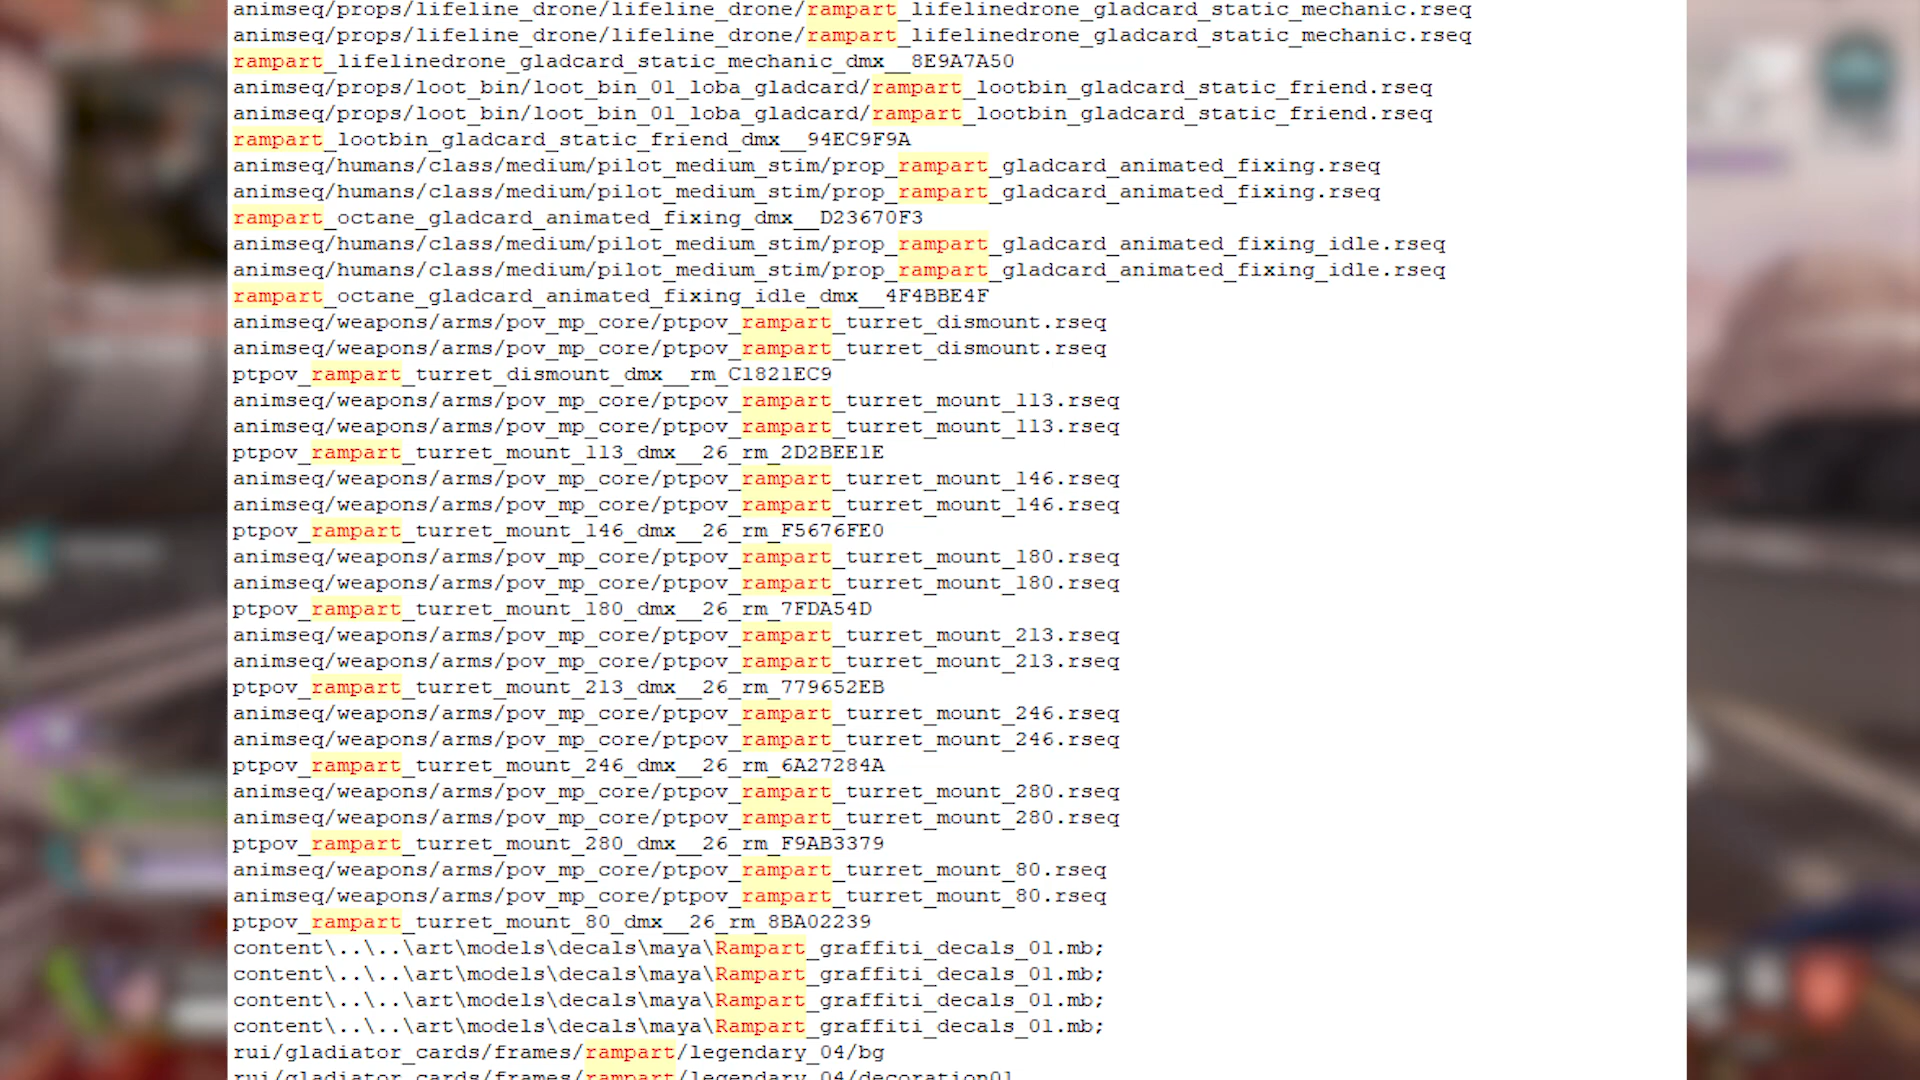 animseq/props/lifeline_drone/lifeline_drone/rampart_lifelinedrone_gladcard_static_mechanic.rseq
animseq/props/lifeline_drone/lifeline_drone/rampart_lifelinedrone_gladcard_static_mechanic.rseq
rampart_lifelinedrone_gladcard_static_mechanic_dmx__8E9A7A50
animseq/props/loot_bin/loot_bin_01_loba_gladcard/rampart_lootbin_gladcard_static_friend.rseq
animseq/props/loot_bin/loot_bin_01_loba_gladcard/rampart_lootbin_gladcard_static_friend.rseq
rampart_lootbin_gladcard_static_friend_dmx__94EC9F9A
animseq/humans/class/medium/pilot_medium_stim/prop_rampart_gladcard_animated_fixing.rseq
animseq/humans/class/medium/pilot_medium_stim/prop_rampart_gladcard_animated_fixing.rseq
rampart_octane_gladcard_animated_fixing_dmx__D23670F3
animseq/humans/class/medium/pilot_medium_stim/prop_rampart_gladcard_animated_fixing_idle.rseq
animseq/humans/class/medium/pilot_medium_stim/prop_rampart_gladcard_animated_fixing_idle.rseq
rampart_octane_gladcard_animated_fixing_idle_dmx__4F4BBE4F
animseq/weapons/arms/pov_mp_core/ptpov_rampart_turret_dismount.rseq
animseq/weapons/arms/pov_mp_core/ptpov_rampart_turret_dismount.rseq
ptpov_rampart_turret_dismount_dmx__rm_C1821EC9
animseq/weapons/arms/pov_mp_core/ptpov_rampart_turret_mount_113.rseq
animseq/weapons/arms/pov_mp_core/ptpov_rampart_turret_mount_113.rseq
ptpov_rampart_turret_mount_113_dmx__26_rm_2D2BEE1E
animseq/weapons/arms/pov_mp_core/ptpov_rampart_turret_mount_146.rseq
animseq/weapons/arms/pov_mp_core/ptpov_rampart_turret_mount_146.rseq
ptpov_rampart_turret_mount_146_dmx__26_rm_F5676FE0
animseq/weapons/arms/pov_mp_core/ptpov_rampart_turret_mount_180.rseq
animseq/weapons/arms/pov_mp_core/ptpov_rampart_turret_mount_180.rseq
ptpov_rampart_turret_mount_180_dmx__26_rm_7FDA54D
animseq/weapons/arms/pov_mp_core/ptpov_rampart_turret_mount_213.rseq
animseq/weapons/arms/pov_mp_core/ptpov_rampart_turret_mount_213.rseq
ptpov_rampart_turret_mount_213_dmx__26_rm_779652EB
animseq/weapons/arms/pov_mp_core/ptpov_rampart_turret_mount_246.rseq
animseq/weapons/arms/pov_mp_core/ptpov_rampart_turret_mount_246.rseq
ptpov_rampart_turret_mount_246_dmx__26_rm_6A27284A
animseq/weapons/arms/pov_mp_core/ptpov_rampart_turret_mount_280.rseq
animseq/weapons/arms/pov_mp_core/ptpov_rampart_turret_mount_280.rseq
ptpov_rampart_turret_mount_280_dmx__26_rm_F9AB3379
animseq/weapons/arms/pov_mp_core/ptpov_rampart_turret_mount_80.rseq
animseq/weapons/arms/pov_mp_core/ptpov_rampart_turret_mount_80.rseq
ptpov_rampart_turret_mount_80_dmx__26_rm_8BA02239
content\..\..\art\models\decals\maya\Rampart_graffiti_decals_01.mb;
content\..\..\art\models\decals\maya\Rampart_graffiti_decals_01.mb;
content\..\..\art\models\decals\maya\Rampart_graffiti_decals_01.mb;
content\..\..\art\models\decals\maya\Rampart_graffiti_decals_01.mb;
rui/gladiator_cards/frames/rampart/legendary_04/bg
rui/gladiator_cards/frames/rampart/legendary_04/decoration01